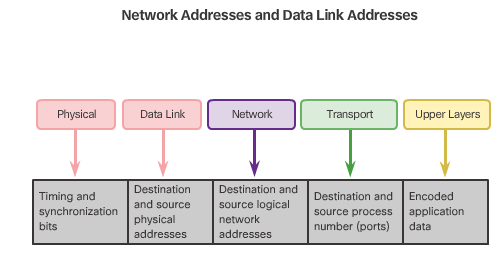 Network Addresses and Data Link Addresses
Physical
Data Link
Network
Transport
Upper Layers
Timing and
synchronization
bits
Destination
and source
physical
addresses
Destination and
source logical
network
addresses
Destination and
source process
number (ports)
Encoded
application
data